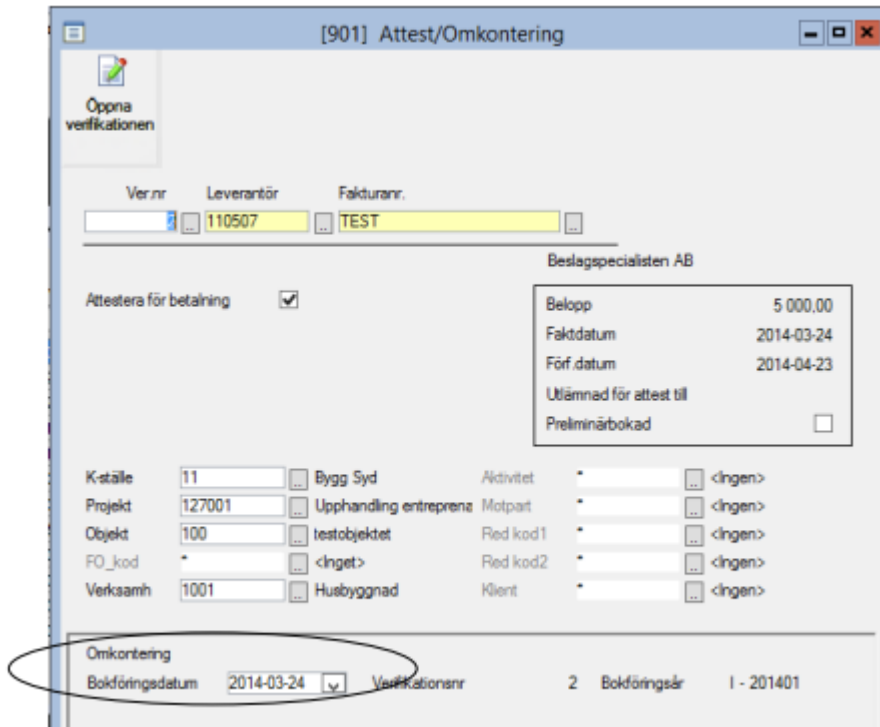 [901] Attest/Omkontering
Öppna
verifikationen
Ver.nr Leverantör Fakturanr.
2 .. 110507 .. TEST ..
Beslagspecialisten AB
Attestera för betalning
Belopp 5 000,00
Faktdatum 2014-03-24
Förf.datum 2014-04-23
Utlämnad för attest till
Preliminärbokad
K-ställe 11 .. Bygg Syd Aktivitet * .. <Ingen>
Projekt 127001 .. Upphandling entreprena Motpart * .. <Ingen>
Objekt 100 .. testobjektet Red kod1 * .. <Ingen>
FO_kod * .. <Inget> Red kod2 * .. <Ingen>
Verksamh 1001 .. Husbyggnad Klient * .. <Ingen>
Omkontering
Bokföringsdatum 2014-03-24 Verifikationsnr 2 Bokföringsår I - 201401